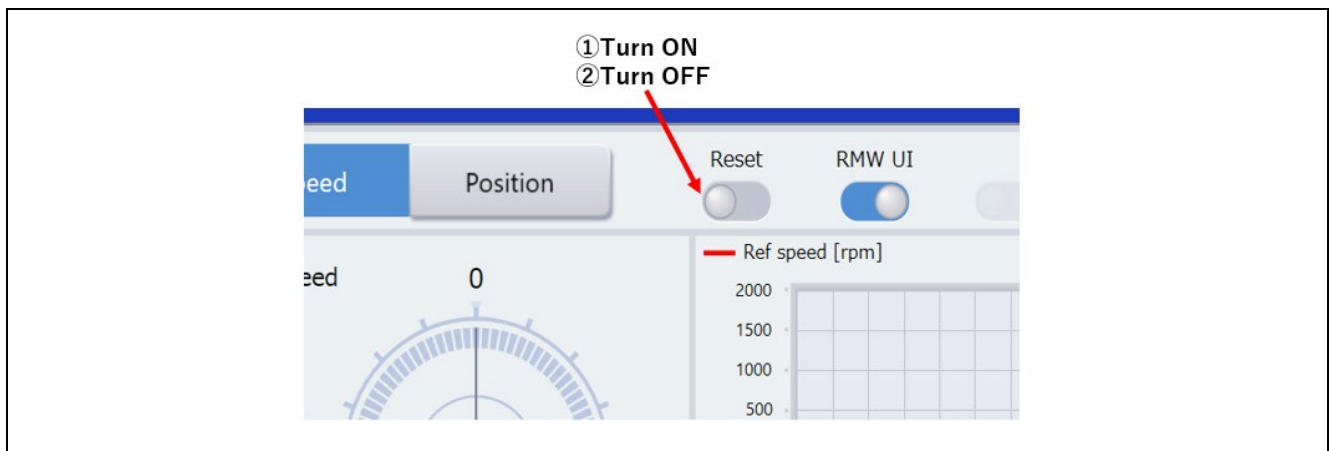 ①Turn ON
②Turn OFF
eed Position Reset RMW UI
eed 0
Ref speed [rpm]
2000
1500
1000
500